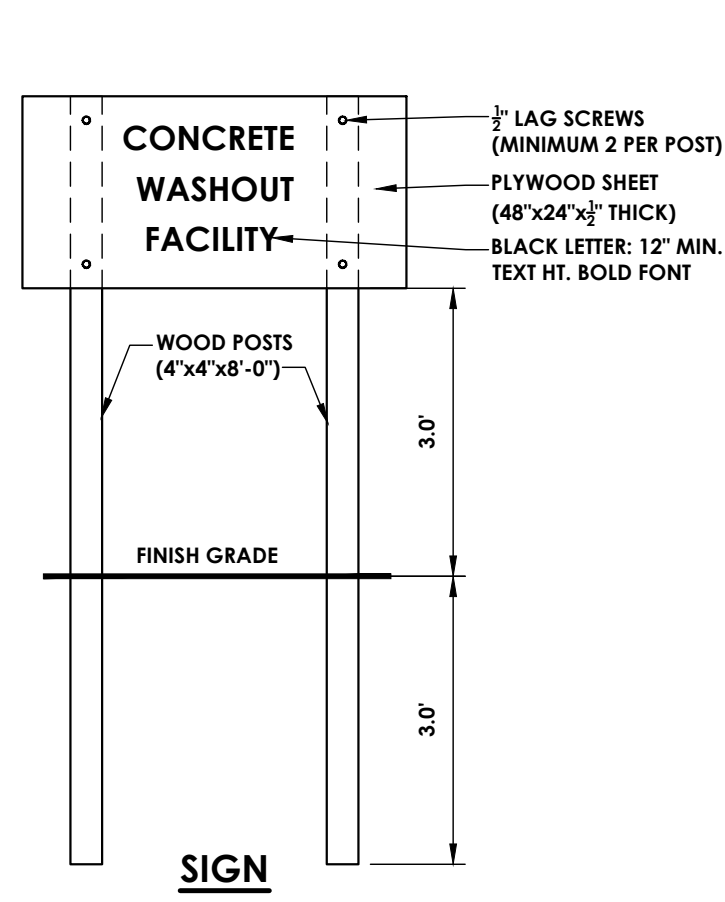 CONCRETE
WASHOUT
FACILITY
½" LAG SCREWS
(MINIMUM 2 PER POST)
PLYWOOD SHEET
(48"x24"x½" THICK)
BLACK LETTER: 12" MIN.
TEXT HT. BOLD FONT
WOOD POSTS
(4"x4"x8'-0")
3.0'
FINISH GRADE
3.0'
SIGN